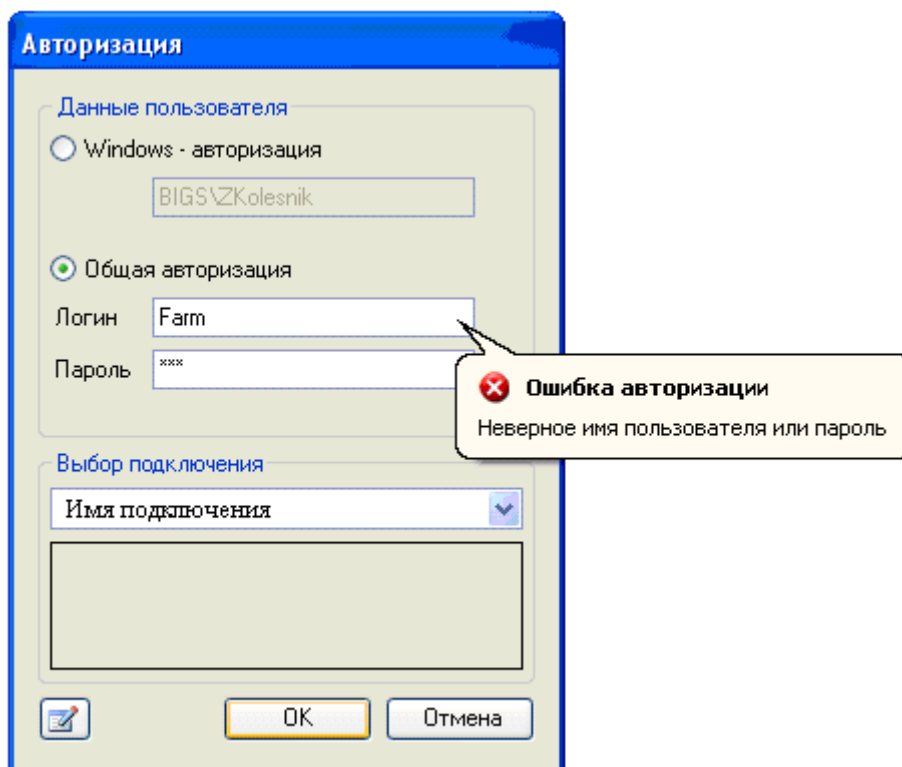 Авторизация
Данные пользователя
Windows - авторизация
BIGS\ZKolesnik
Общая авторизация
Логин
Farm
Пароль
***
Ошибка авторизации
Неверное имя пользователя или пароль
Выбор подключения
Имя подключения
OK
Отмена